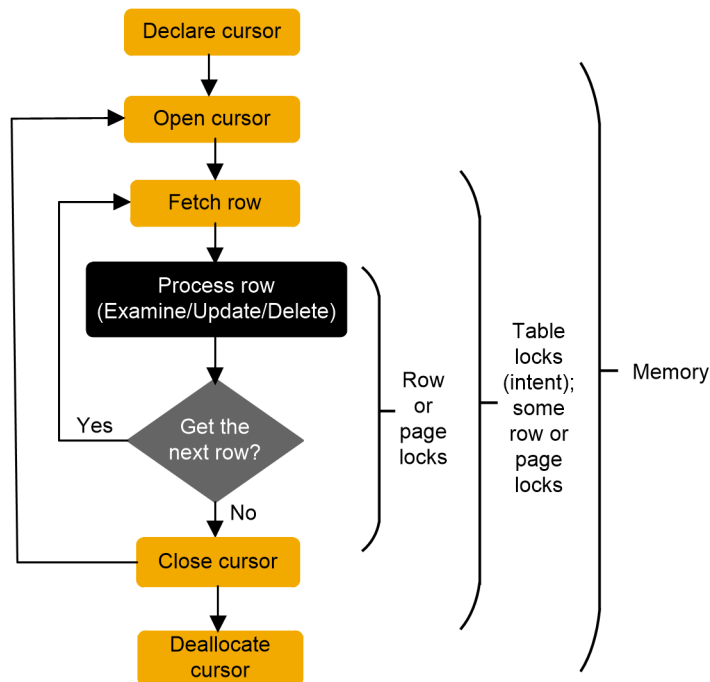 Declare cursor
Open cursor
Fetch row
Process row
(Examine/Update/Delete)
Get the
next row?
Yes
No
Close cursor
Deallocate
cursor
Row
or
page
locks
Table
locks
(intent);
some
row or
page
locks
Memory